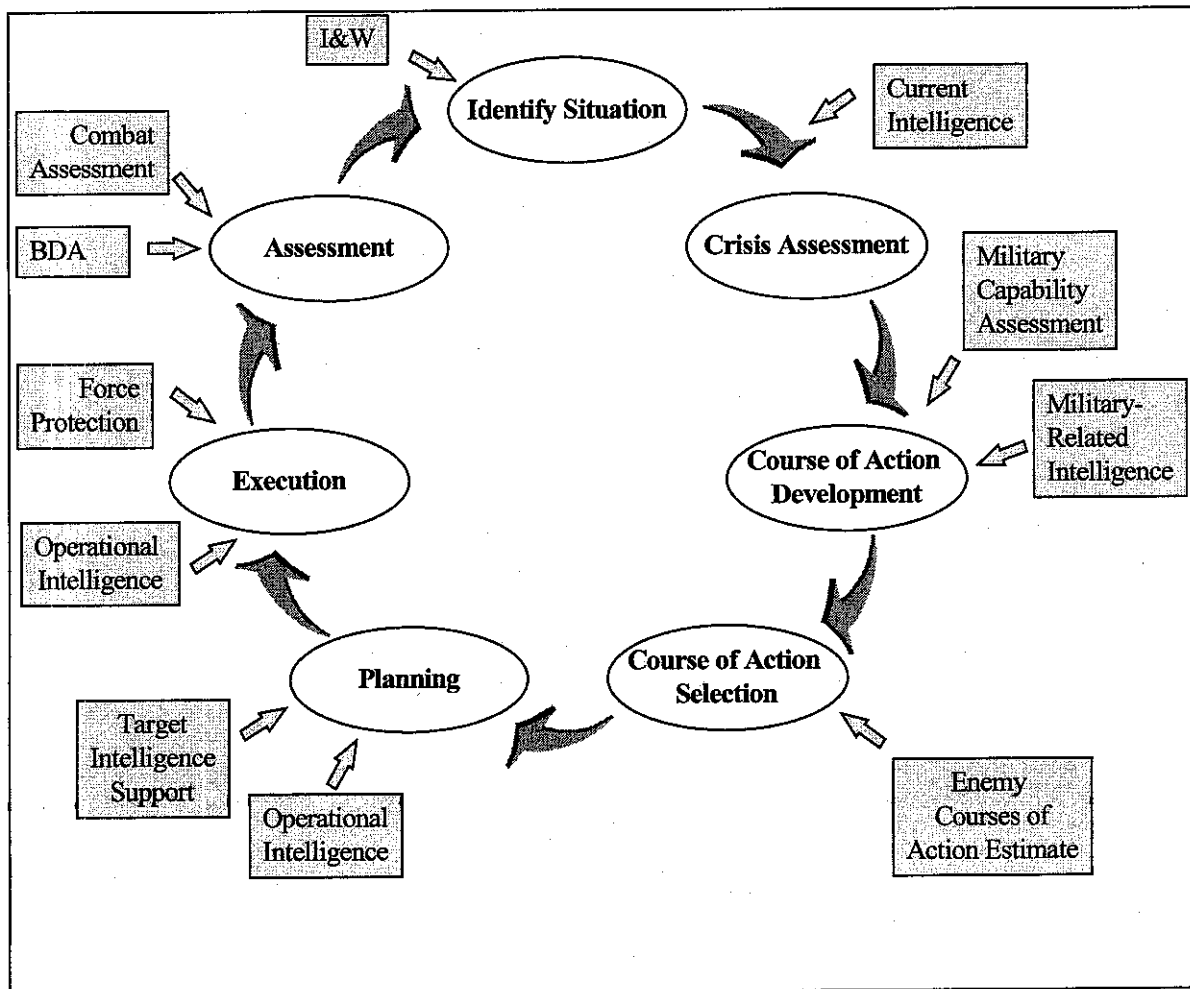 I&W
Identify Situation
Current
Intelligence
Combat
Assessment
Assessment
BDA
Crisis Assessment
Military
Capability
Assessment
Force
Protection
Military-
Related
Intelligence
Course of Action
Development
Execution
Operational
Intelligence
Planning
Course of Action
Selection
Target
Intelligence
Support
Operational
Intelligence
Enemy
Courses of
Action Estimate